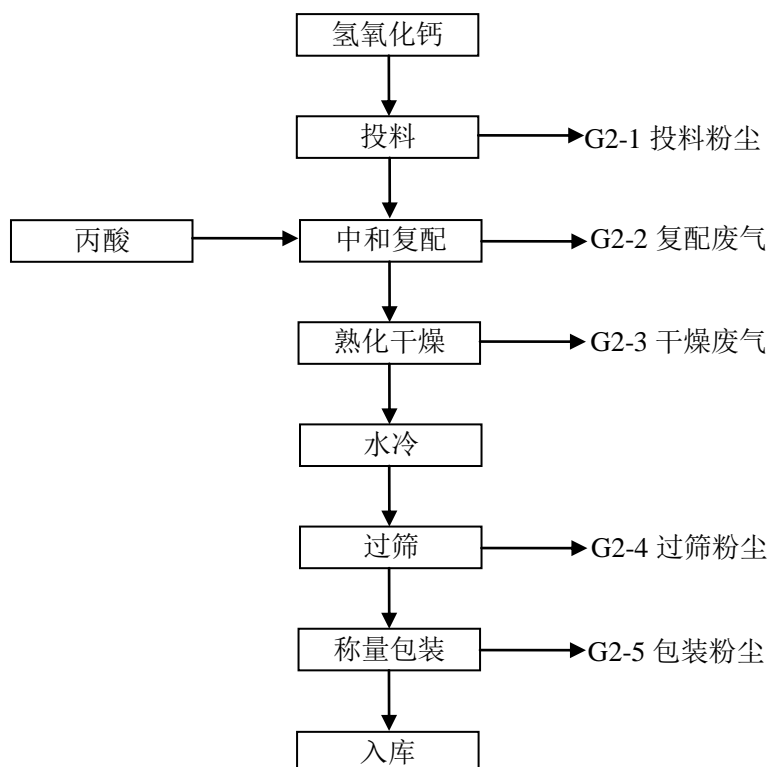 氢氧化钙
投料
G2-1 投料粉尘
丙酸
中和复配
G2-2 复配废气
熟化干燥
G2-3 干燥废气
水冷
过筛
G2-4 过筛粉尘
称量包装
G2-5 包装粉尘
入库